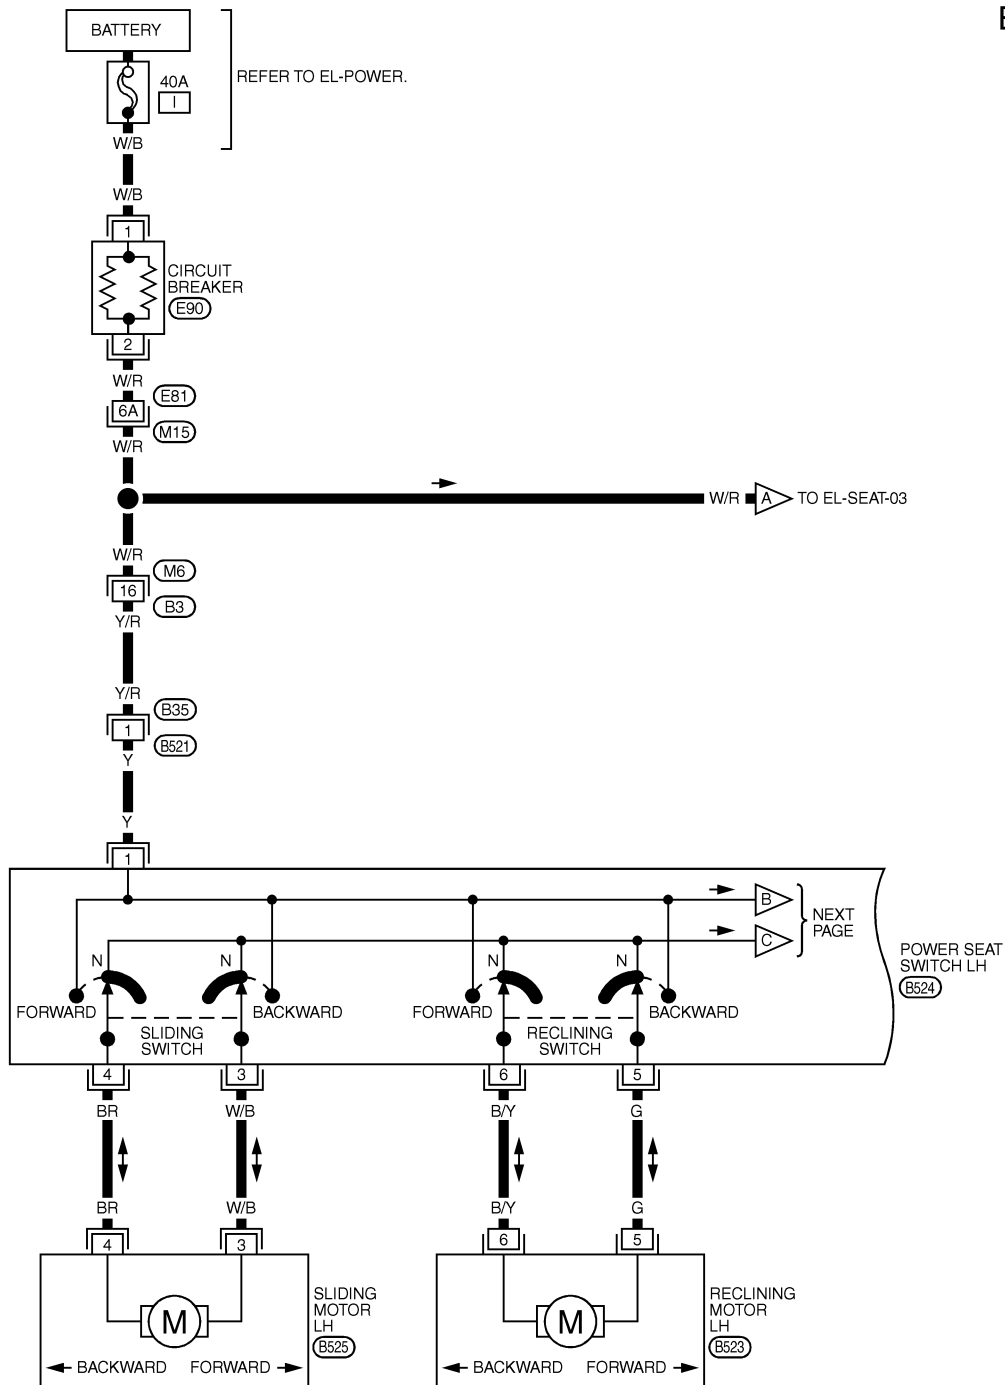 E
BATTERY
40A
I
REFER TO EL-POWER.
W/B
W/B
1
CIRCUIT
BREAKER
E90
2
W/R
E81
6A
M15
W/R
W/R
A
TO EL-SEAT-03
W/R
M6
16
B3
Y/R
Y/R
B35
1
B521
Y
Y
1
B
C
NEXT
PAGE
POWER SEAT
SWITCH LH
B524
N
N
N
N
FORWARD
BACKWARD
FORWARD
BACKWARD
SLIDING
SWITCH
RECLINING
SWITCH
4
3
6
5
BR
W/B
B/Y
G
BR
W/B
B/Y
G
4
3
6
5
M
M
SLIDING
MOTOR
LH
B525
RECLINING
MOTOR
LH
B523
BACKWARD
FORWARD
BACKWARD
FORWARD